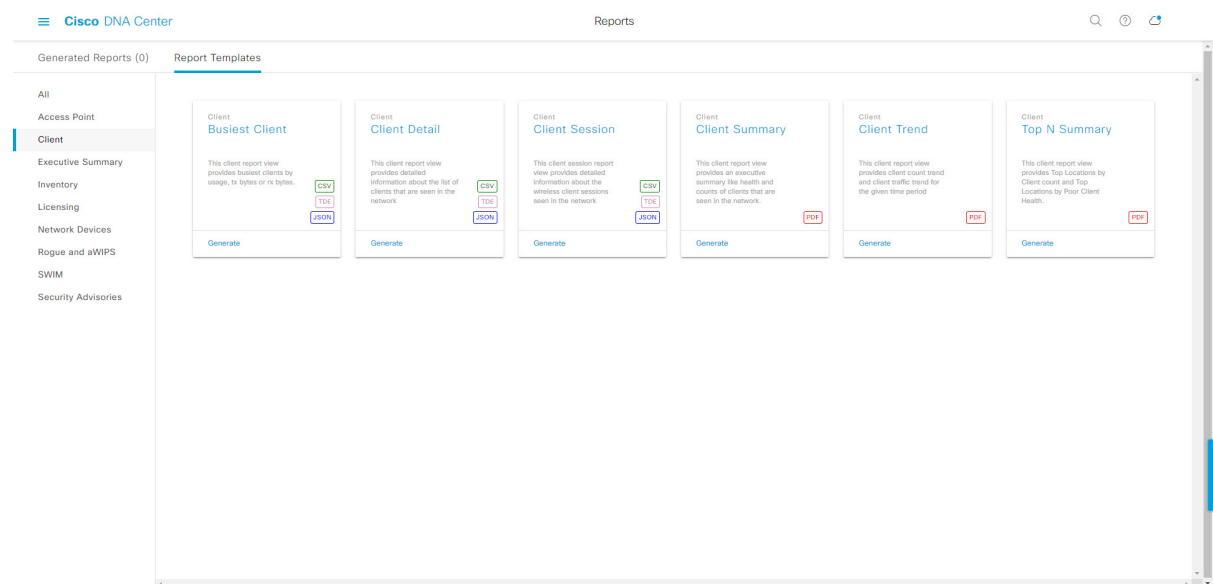 Cisco DNA Center
Reports
Generated Reports (0)
Report Templates
All
Access Point
Client
Executive Summary
Inventory
Licensing
Network Devices
Rogue and aWIPS
SWIM
Security Advisories
Client
Busiest Client
This client report view
provides busiest clients by
usage, tx bytes or rx bytes.
CSV
TDE
JSON
Generate
Client
Client Detail
This client report view
provides detailed
information about the list of
clients that are seen in the
network
CSV
TDE
JSON
Generate
Client
Client Session
This client session report
view provides detailed
information about the
wireless client sessions
seen in the network
CSV
TDE
JSON
Generate
Client
Client Summary
This client report view
provides an executive
summary like health and
counts of clients that are
seen in the network.
PDF
Generate
Client
Client Trend
This client report view
provides client count trend
and client traffic trend for
the given time period
PDF
Generate
Client
Top N Summary
This client report view
provides Top Locations by
Client count and Top
Locations by Poor Client
Health.
PDF
Generate